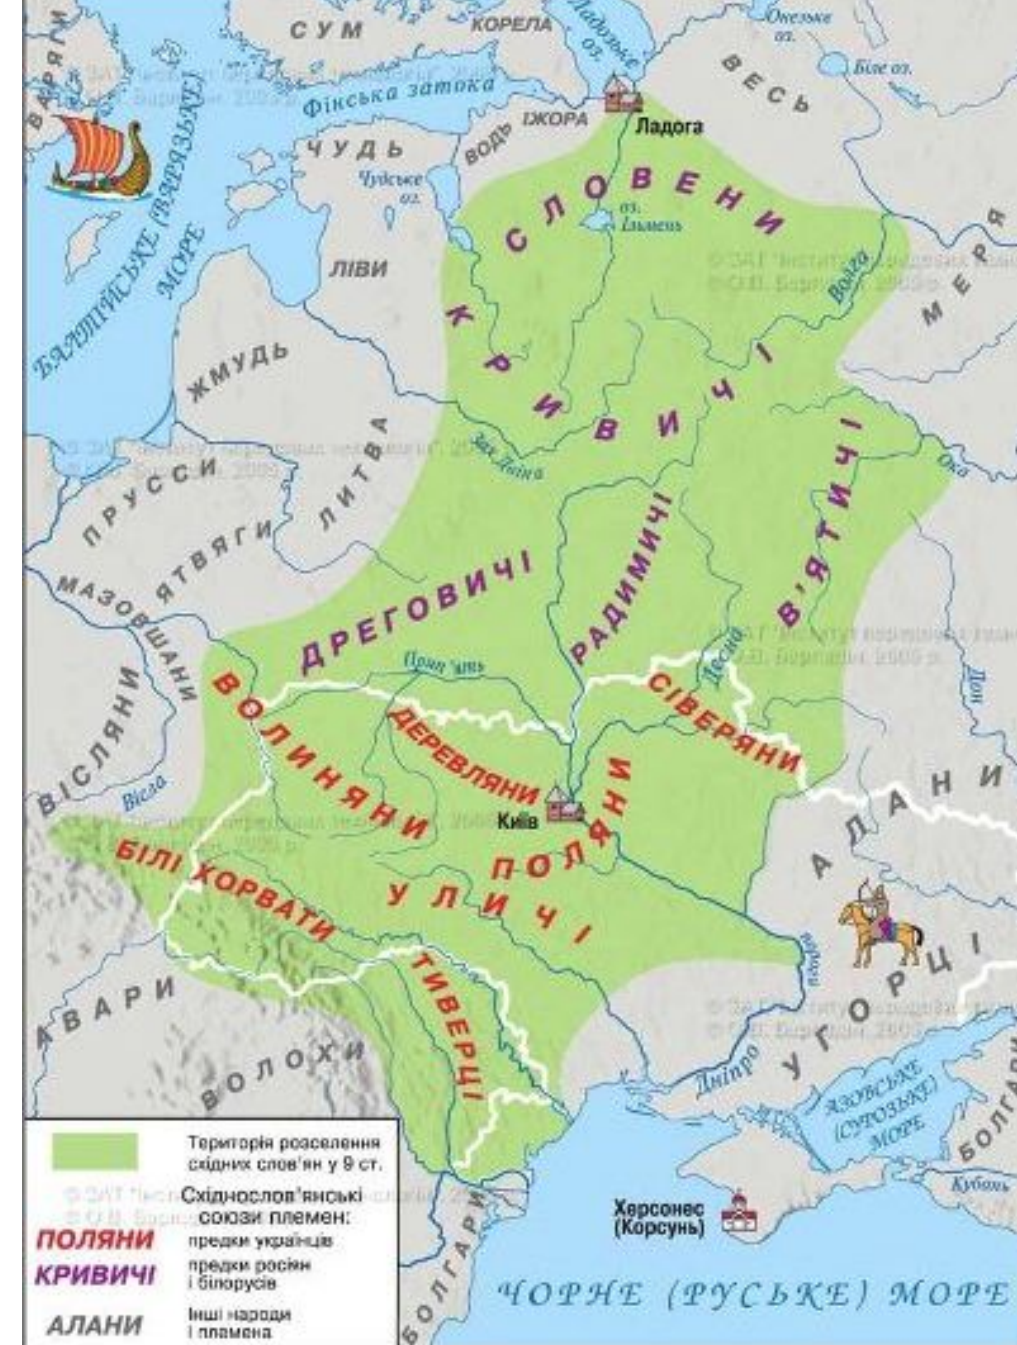 ВАРЯГИ
СУМ
КОРЕЛА
Ладозьке
оз.
Онезьке
оз.
Біле оз.
ВЕСЬ
Фінська затока
ВОДЬ
ІЖОРА
Ладога
ЧУДЬ
Чудське
оз.
СЛОВЕНИ
оз.
Ільмень
БАЛТІЙСЬКЕ (ВАРЯЗЬКЕ)
МОРЕ
ЛІВИ
Волга
МЕРЯ
КРИВИЧІ
ЖМУДЬ
Зах. Двіна
Ока
ЛИТВА
ПРУССИ
ЯТВЯГИ
В'ЯТИЧІ
РАДИМИЧІ
ДРЕГОВИЧІ
МАЗОВШАНИ
Прип'ять
Десна
Дон
ВІСЛЯНИ
Вісла
ВОЛИНЯНИ
ДЕРЕВЛЯНИ
СІВЕРЯНИ
Київ
ПОЛЯНИ
АЛАНИ
БІЛІ ХОРВАТИ
УЛИЧІ
пороги
ТИВЕРЦІ
УГОРЦІ
АВАРИ
ВОЛОХИ
Дніпро
АЗОВСЬКЕ
(СУРОЗЬКЕ)
МОРЕ
БОЛГАРИ
Кубань
Херсонес
(Корсунь)
БОЛГАРИ
ЧОРНЕ (РУСЬКЕ) МОРЕ
Територія розселення
східних слов'ян у 9 ст.
Східнослов'янські
союзи племен:
ПОЛЯНИ предки українців
КРИВИЧІ предки росіян
і білорусів
АЛАНИ Інші народи
і племена